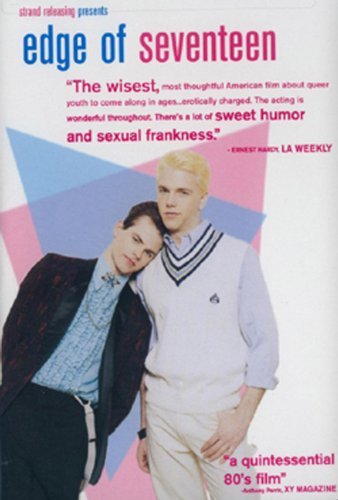 strand releasing presents
edge of seventeen
"The wisest, most thoughtful American film about queer
youth to come along in ages...erotically charged. The acting is
wonderful throughout. There's a lot of sweet humor
and sexual frankness."
- ERNEST HARDY, LA WEEKLY
"a quintessential
80's film"
-Anthony Perris, XY MAGAZINE